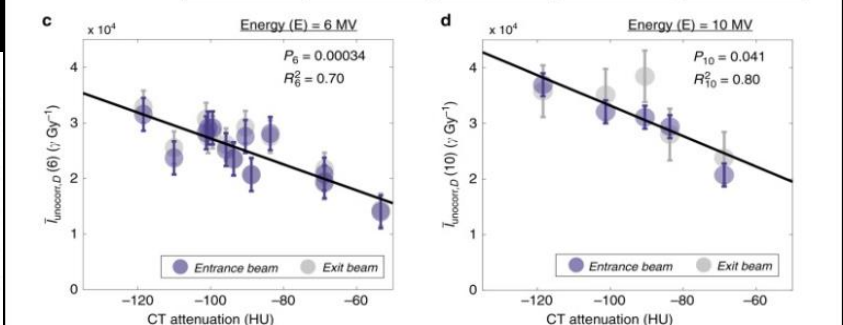 c
Energy (E) = 6 MV
x 10⁴
P₆ = 0.00034
R²₆ = 0.70
4
3
2
1
0
Īunocorr,D (6) (γ Gy⁻¹)
Entrance beam
Exit beam
−120
−100
−80
−60
CT attenuation (HU)
d
Energy (E) = 10 MV
x 10⁴
P₁₀ = 0.041
R²₁₀ = 0.80
4
3
2
1
0
Īunocorr,D (10) (γ Gy⁻¹)
Entrance beam
Exit beam
−120
−100
−80
−60
CT attenuation (HU)